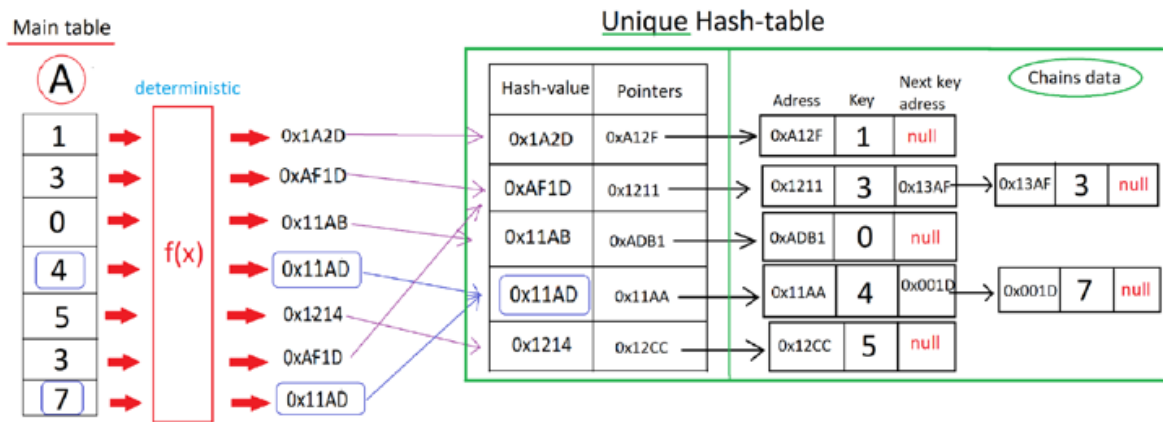 Unique Hash-table
Main table
A
deterministic
Hash-value Pointers
Adress Key Next key adress
Chains data
1 0x1A2D 0x1A2D 0xA12F 0xA12F 1 null
3 0xAF1D 0xAF1D 0x1211 0x1211 3 0x13AF 0x13AF 3 null
0 0x11AB 0x11AB 0xADB1 0xADB1 0 null
f(x)
4 0x11AD 0x11AD 0x11AA 0x11AA 4 0x001D 0x001D 7 null
5 0x1214 0x1214 0x12CC 0x12CC 5 null
3 0xAF1D
7 0x11AD